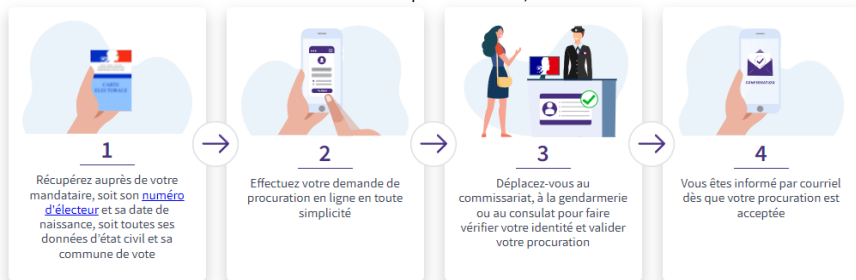 CARTE
ELECTORALE
1
Récupérez auprès de votre
mandataire, soit son numéro
d'électeur et sa date de
naissance, soit toutes ses
données d'état civil et sa
commune de vote
2
Effectuez votre demande de
procuration en ligne en toute
simplicité
3
Déplacez-vous au
commissariat, à la gendarmerie
ou au consulat pour faire
vérifier votre identité et valider
votre procuration
CONFIRMATION
4
Vous êtes informé par courriel
dès que votre procuration est
acceptée